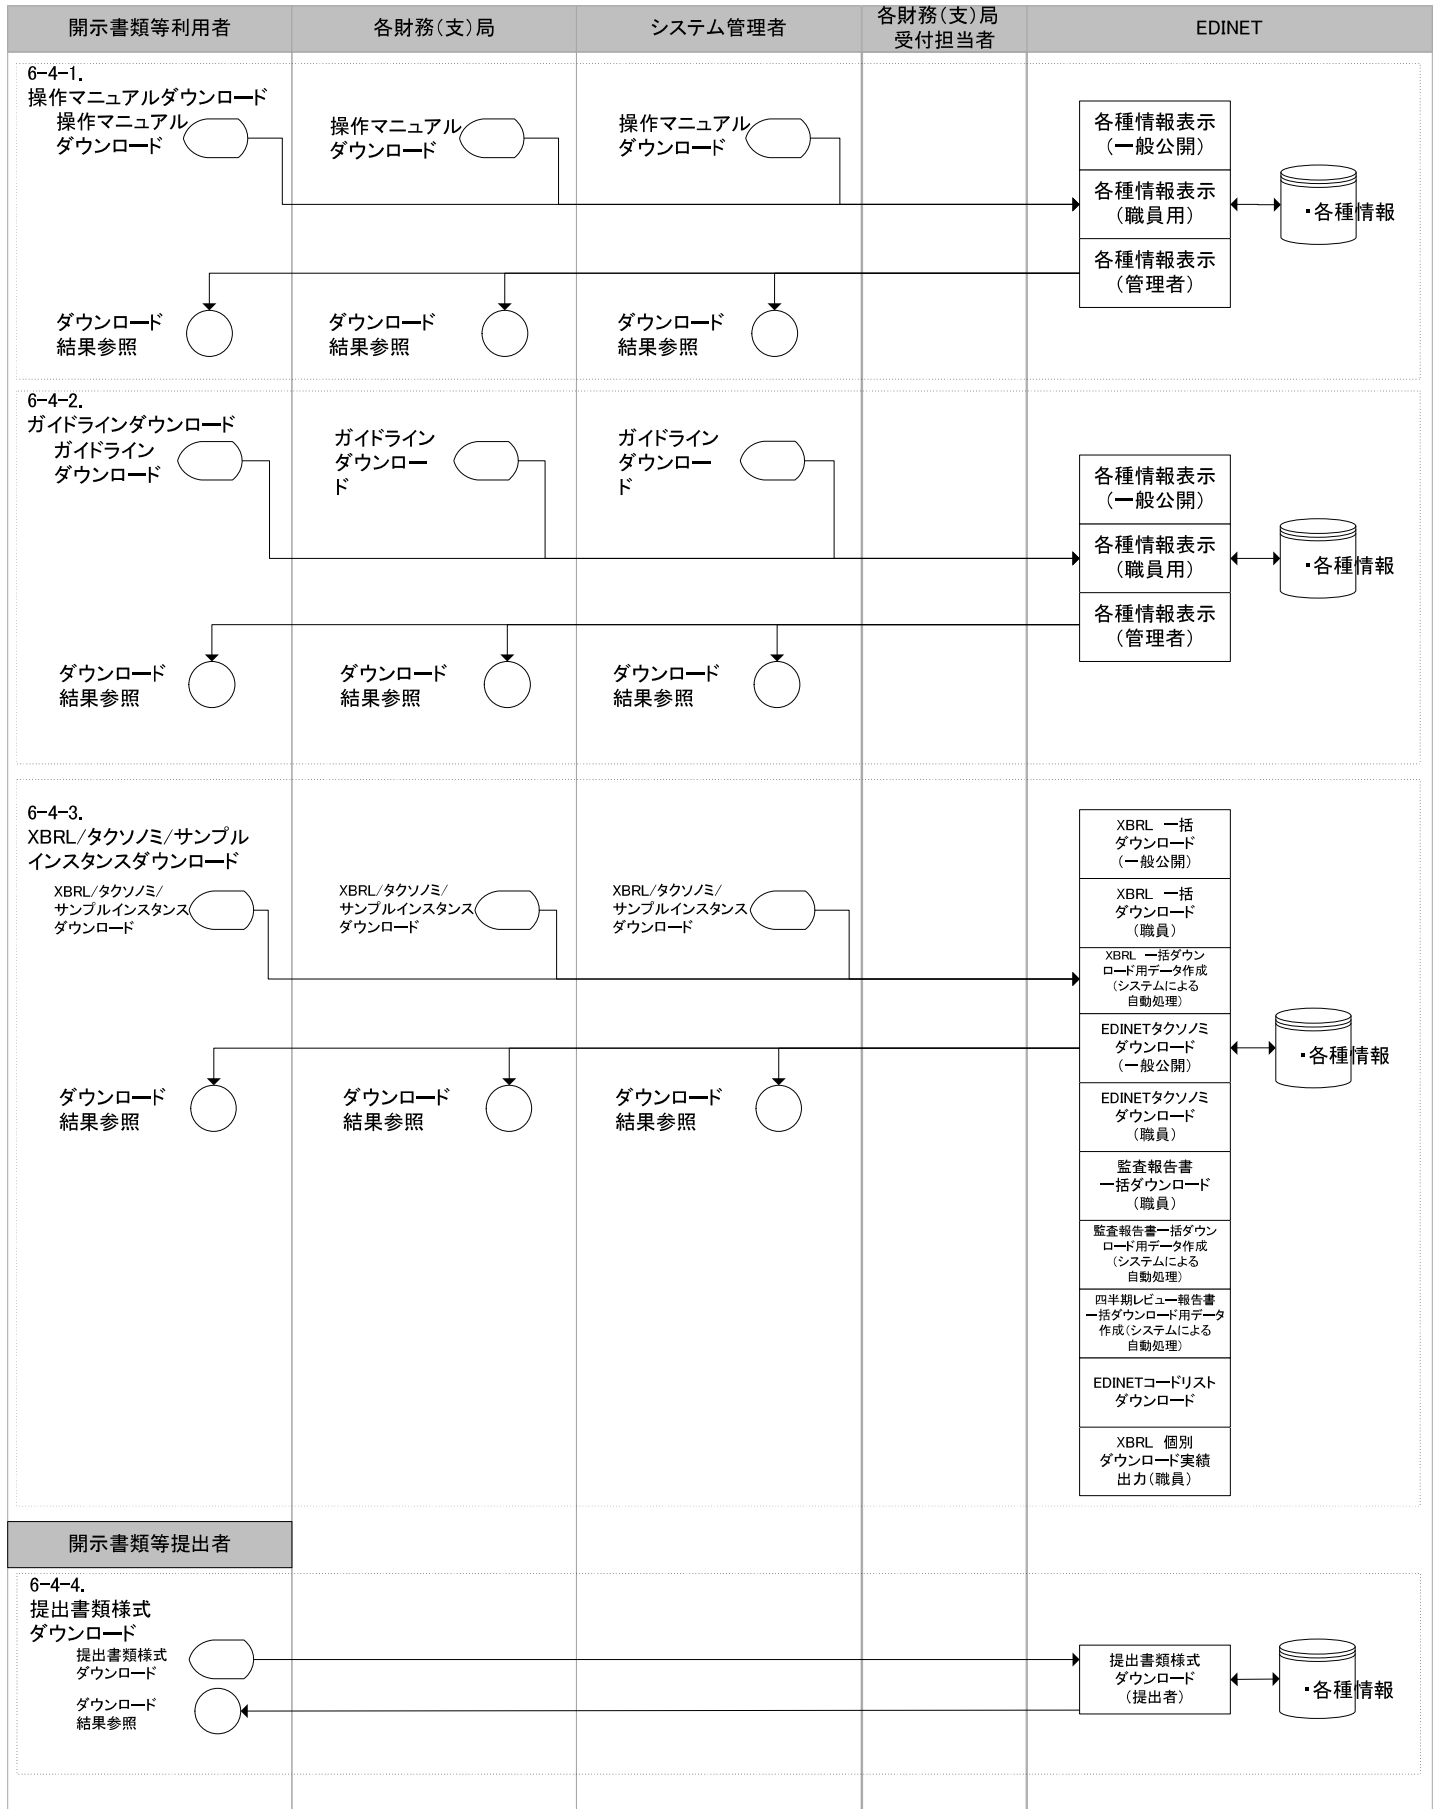 開示書類等利用者
各財務(支)局
システム管理者
各財務(支)局
受付担当者
EDINET
6-4-1.
操作マニュアルダウンロード
操作マニュアル
ダウンロード
操作マニュアル
ダウンロード
操作マニュアル
ダウンロード
各種情報表示
(一般公開)
各種情報表示
(職員用)
各種情報表示
(管理者)
・各種情報
ダウンロード
結果参照
ダウンロード
結果参照
ダウンロード
結果参照
6-4-2.
ガイドラインダウンロード
ガイドライン
ダウンロード
ガイドライン
ダウンロー
ド
ガイドライン
ダウンロー
ド
各種情報表示
(一般公開)
各種情報表示
(職員用)
各種情報表示
(管理者)
・各種情報
ダウンロード
結果参照
ダウンロード
結果参照
ダウンロード
結果参照
6-4-3.
XBRL/タクソノミ/サンプル
インスタンスダウンロード
XBRL/タクソノミ/
サンプルインスタンス
ダウンロード
XBRL/タクソノミ/
サンプルインスタンス
ダウンロード
XBRL/タクソノミ/
サンプルインスタンス
ダウンロード
XBRL 一括
ダウンロード
(一般公開)
XBRL 一括
ダウンロード
(職員)
XBRL 一括ダウン
ロード用データ作成
(システムによる
自動処理)
EDINETタクソノミ
ダウンロード
(一般公開)
EDINETタクソノミ
ダウンロード
(職員)
監査報告書
一括ダウンロード
(職員)
監査報告書一括ダウン
ロード用データ作成
(システムによる
自動処理)
四半期レビュー報告書
一括ダウンロード用データ
作成(システムによる
自動処理)
EDINETコードリスト
ダウンロード
XBRL 個別
ダウンロード実績
出力(職員)
・各種情報
ダウンロード
結果参照
ダウンロード
結果参照
ダウンロード
結果参照
開示書類等提出者
6-4-4.
提出書類様式
ダウンロード
提出書類様式
ダウンロード
ダウンロード
結果参照
提出書類様式
ダウンロード
(提出者)
・各種情報